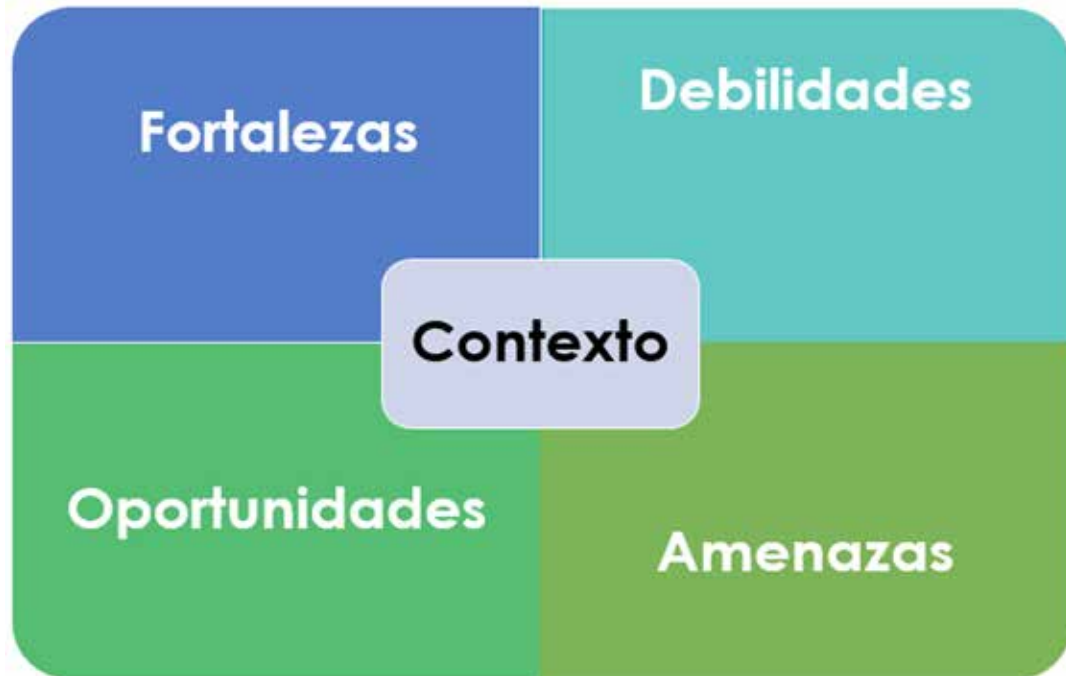 Fortalezas
Debilidades
Contexto
Oportunidades
Amenazas